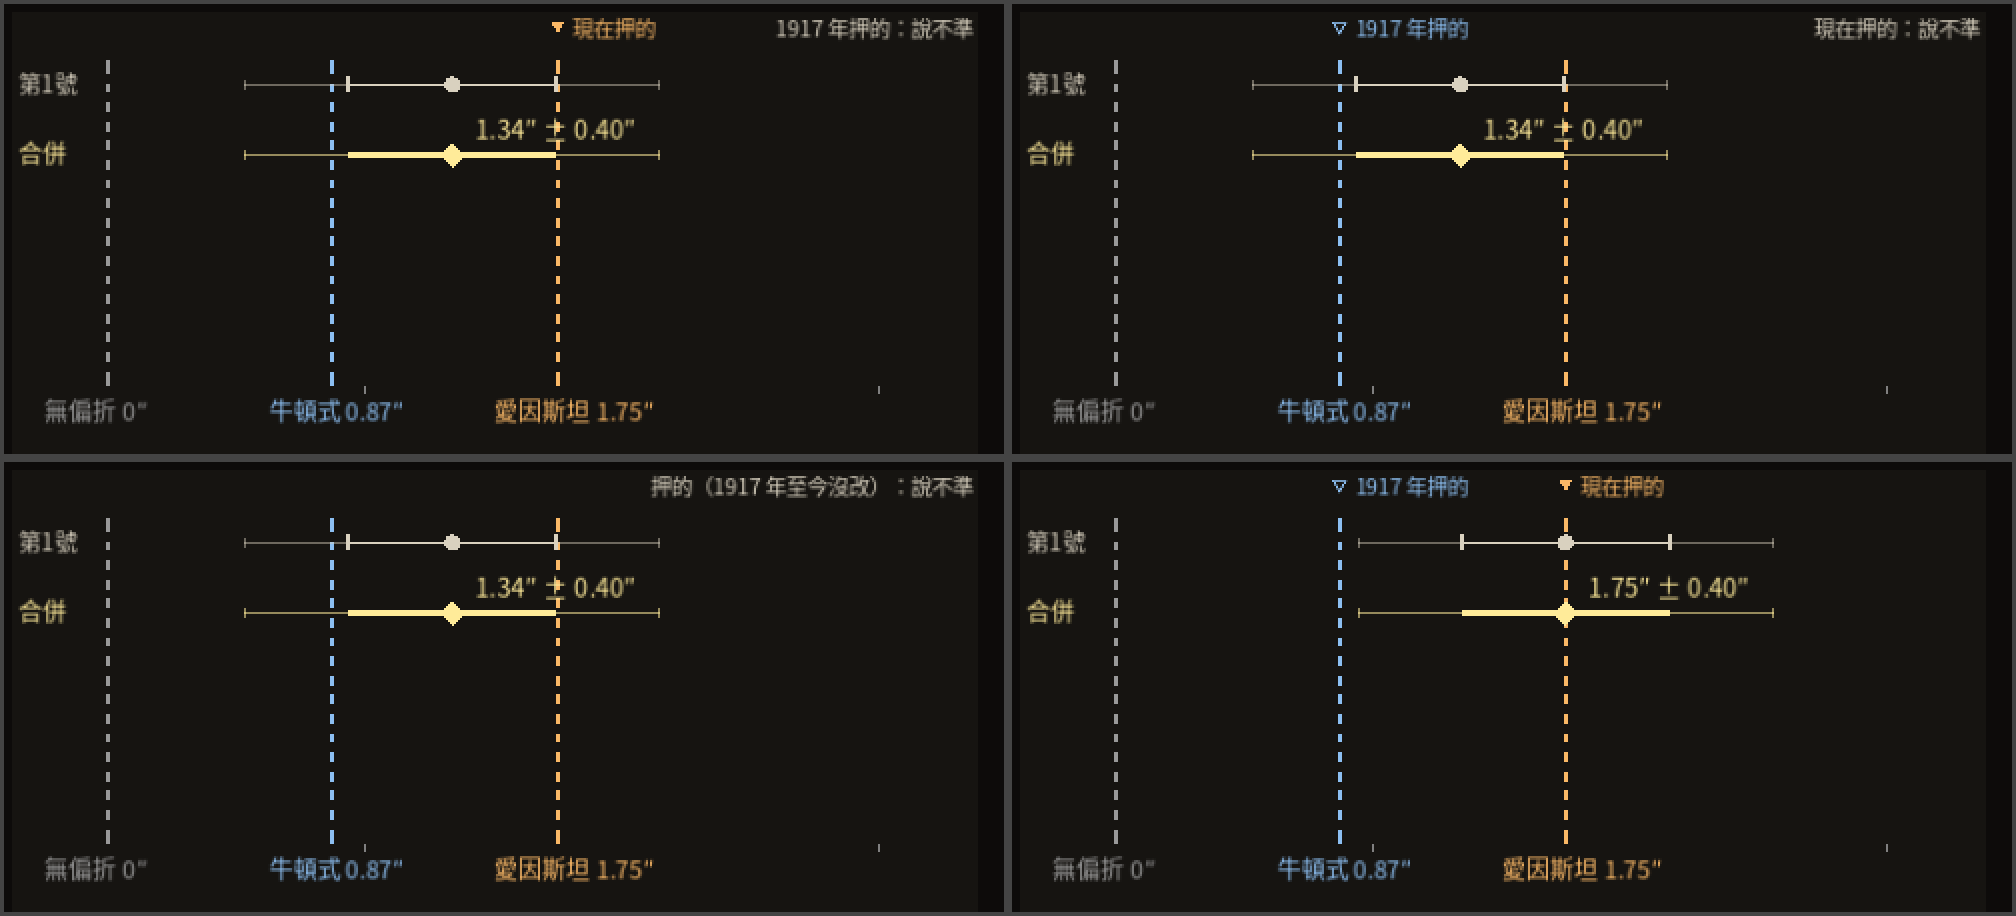 現在押的 1917 年押的：說不準
第1號
1.34″ ± 0.40″
合併
無偏折 0″ 牛頓式 0.87″ 愛因斯坦 1.75″
1917 年押的 現在押的：說不準
第1號
1.34″ ± 0.40″
合併
無偏折 0″ 牛頓式 0.87″ 愛因斯坦 1.75″
押的（1917 年至今沒改）：說不準
第1號
1.34″ ± 0.40″
合併
無偏折 0″ 牛頓式 0.87″ 愛因斯坦 1.75″
1917 年押的 現在押的
第1號
1.75″ ± 0.40″
合併
無偏折 0″ 牛頓式 0.87″ 愛因斯坦 1.75″